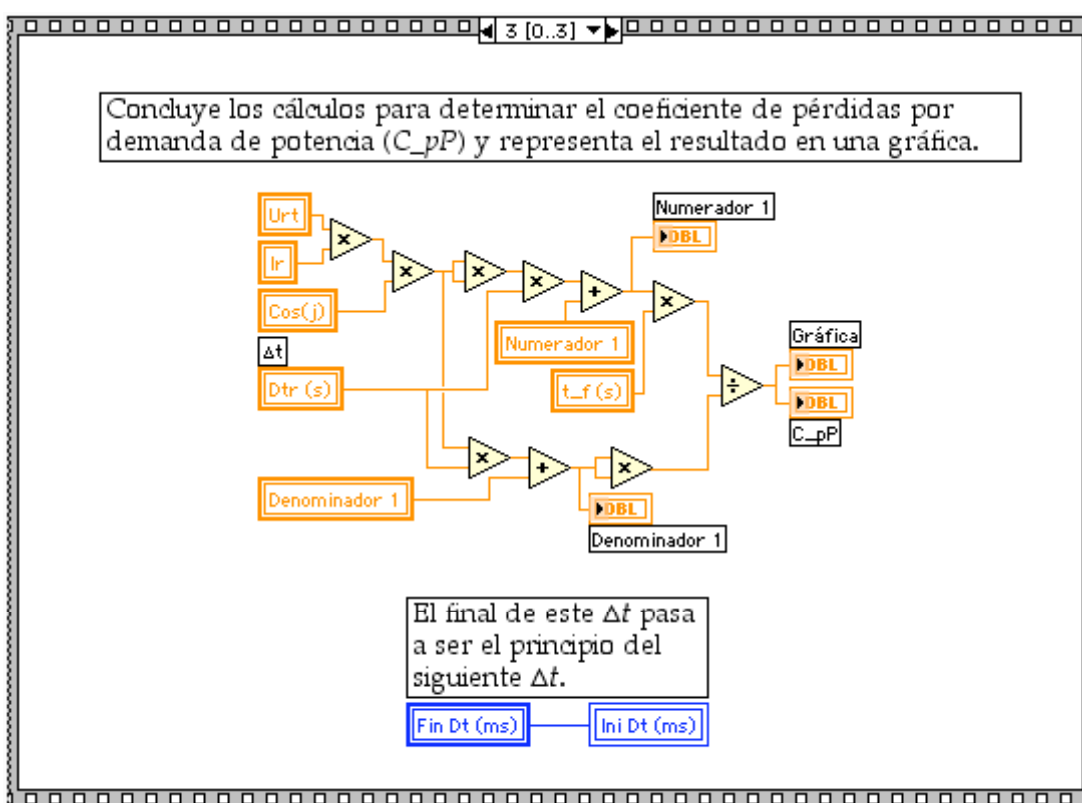 3 [0..3]
Concluye los cálculos para determinar el coeficiente de pérdidas por
demanda de potencia (C_pP) y representa el resultado en una gráfica.
Urt
Ir
Cos(j)
Δt
Dtr (s)
Numerador 1
DBL
x
x
x
x
+
x
Numerador 1
t_f (s)
÷
Gráfica
DBL
DBL
C_pP
x
+
x
Denominador 1
DBL
Denominador 1
El final de este Δt pasa
a ser el principio del
siguiente Δt.
Fin Dt (ms)
Ini Dt (ms)